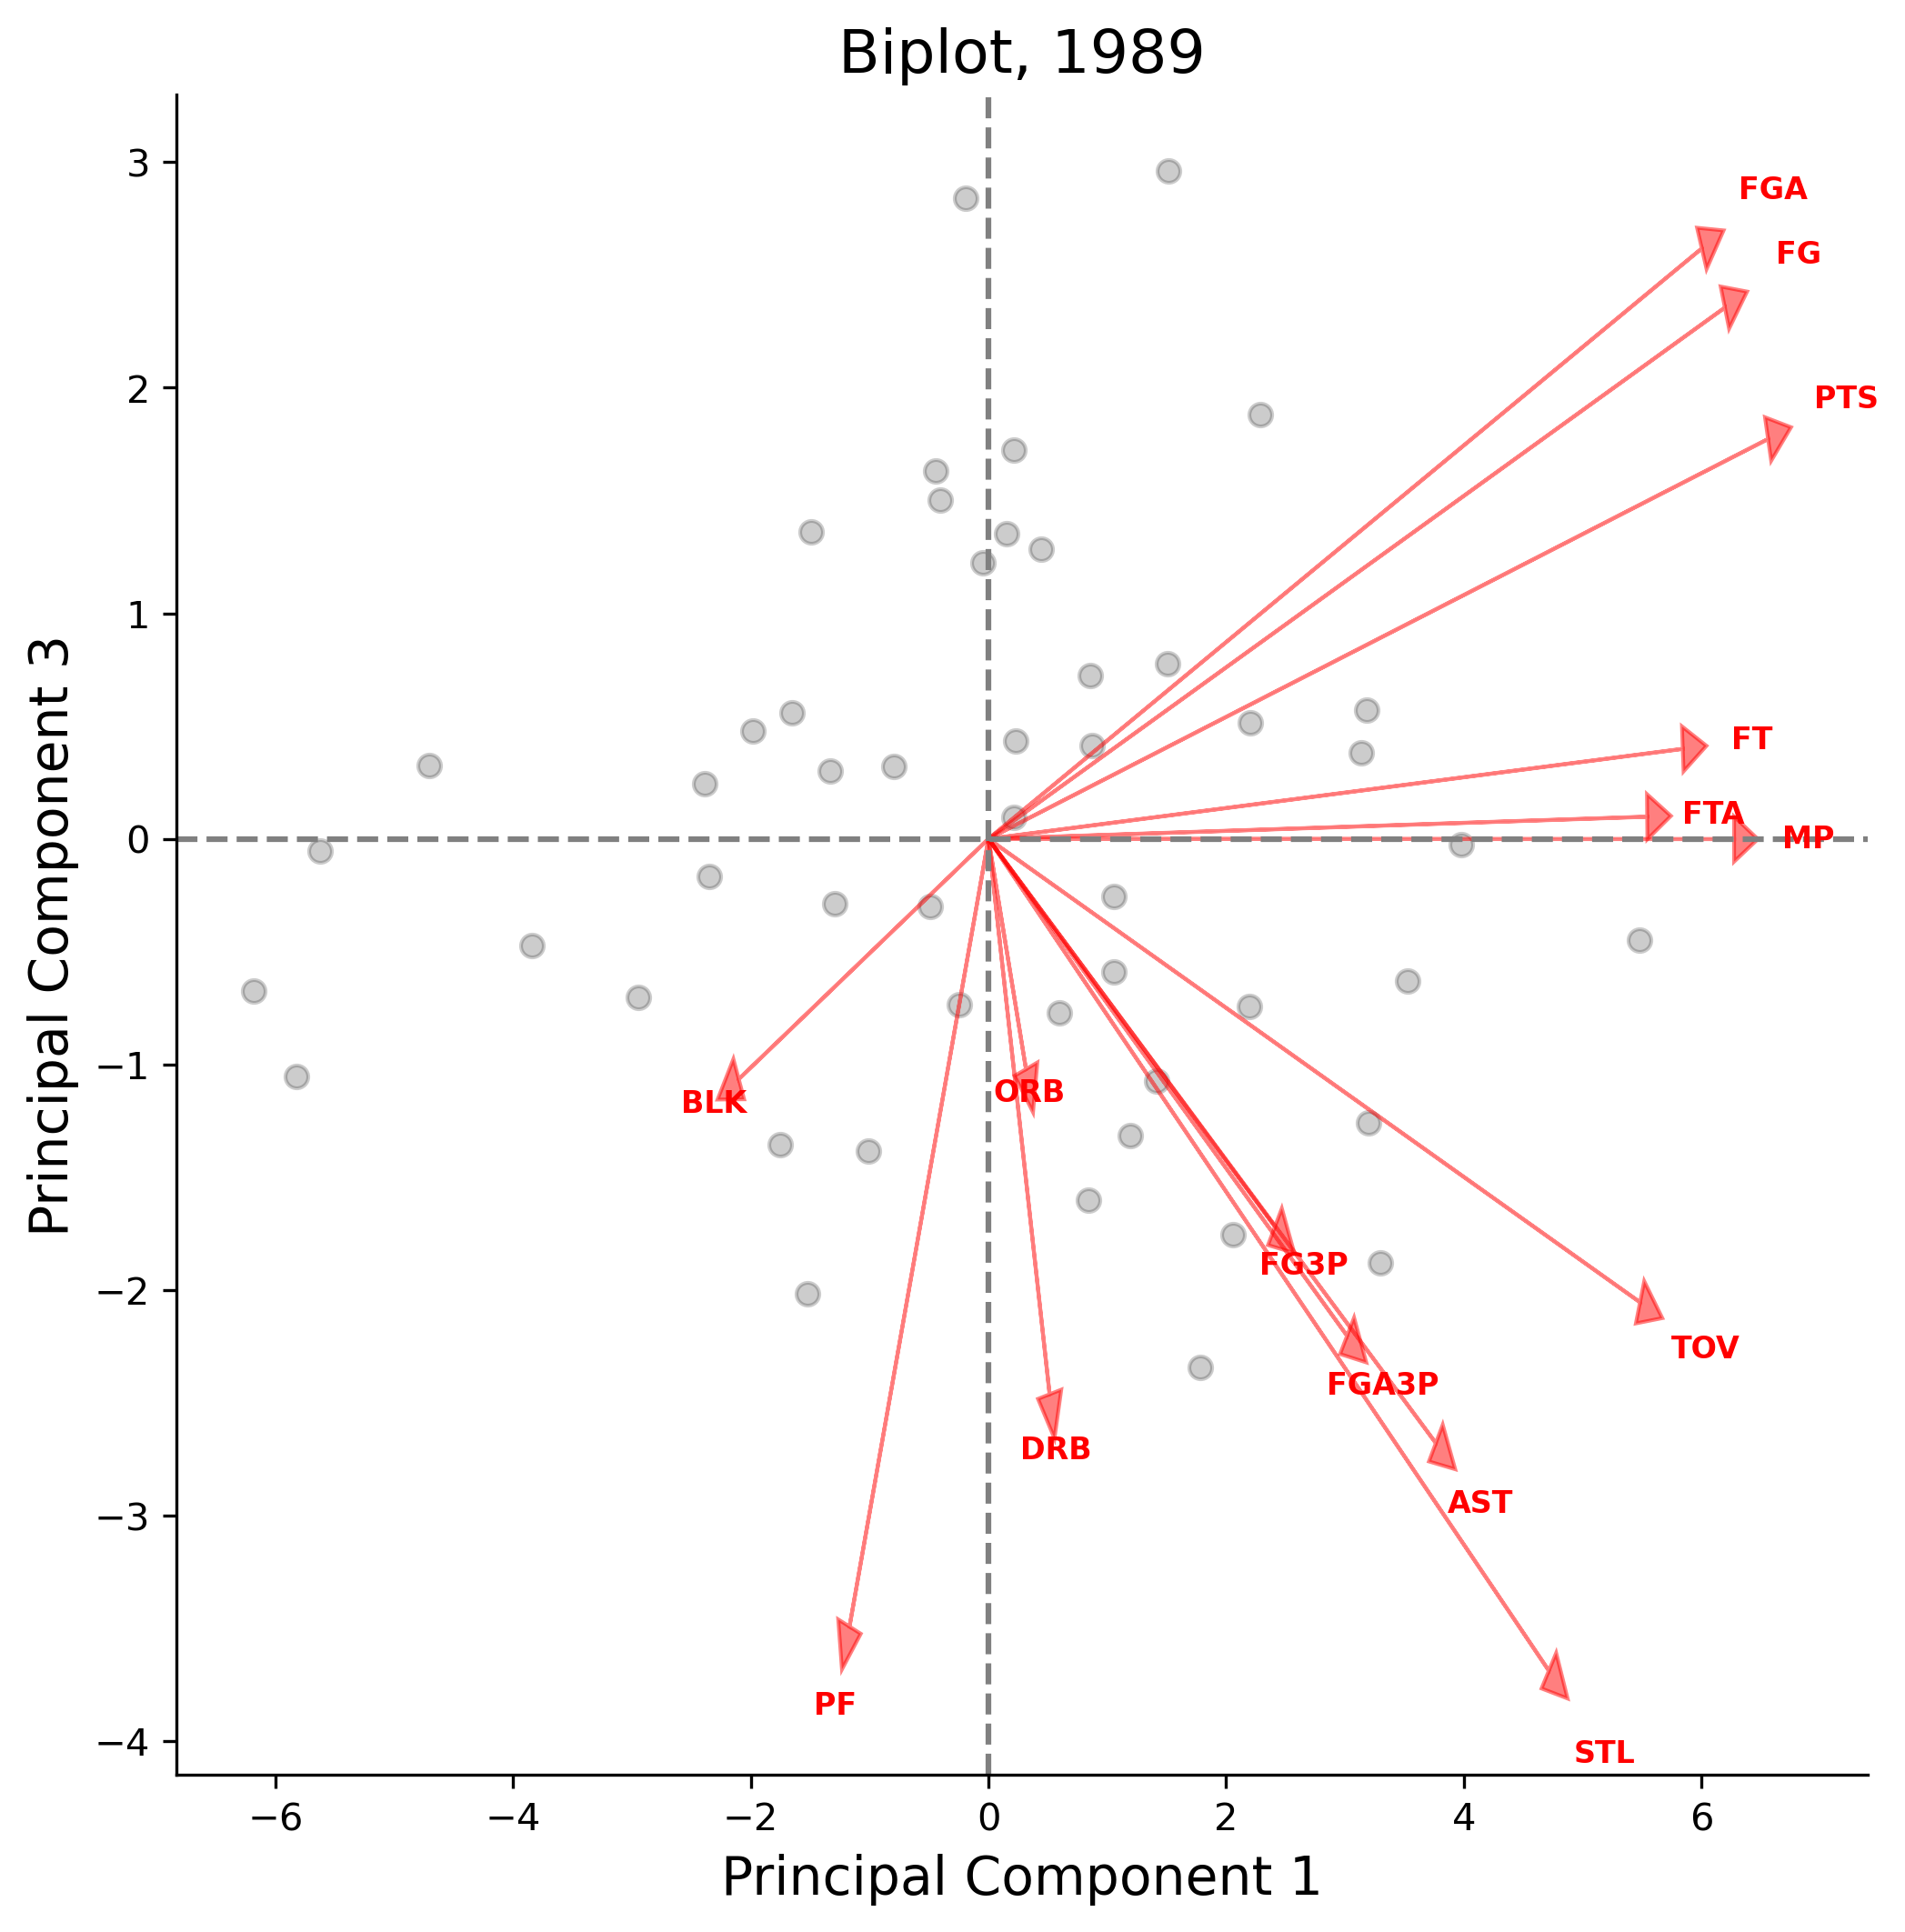 Biplot, 1989
FGA
FG
PTS
FT
FTA
MP
BLK
ORB
FG3P
TOV
FGA3P
DRB
AST
PF
STL
3
2
1
0
−1
−2
−3
−4
Principal Component 3
−6 −4 −2 0 2 4 6
Principal Component 1